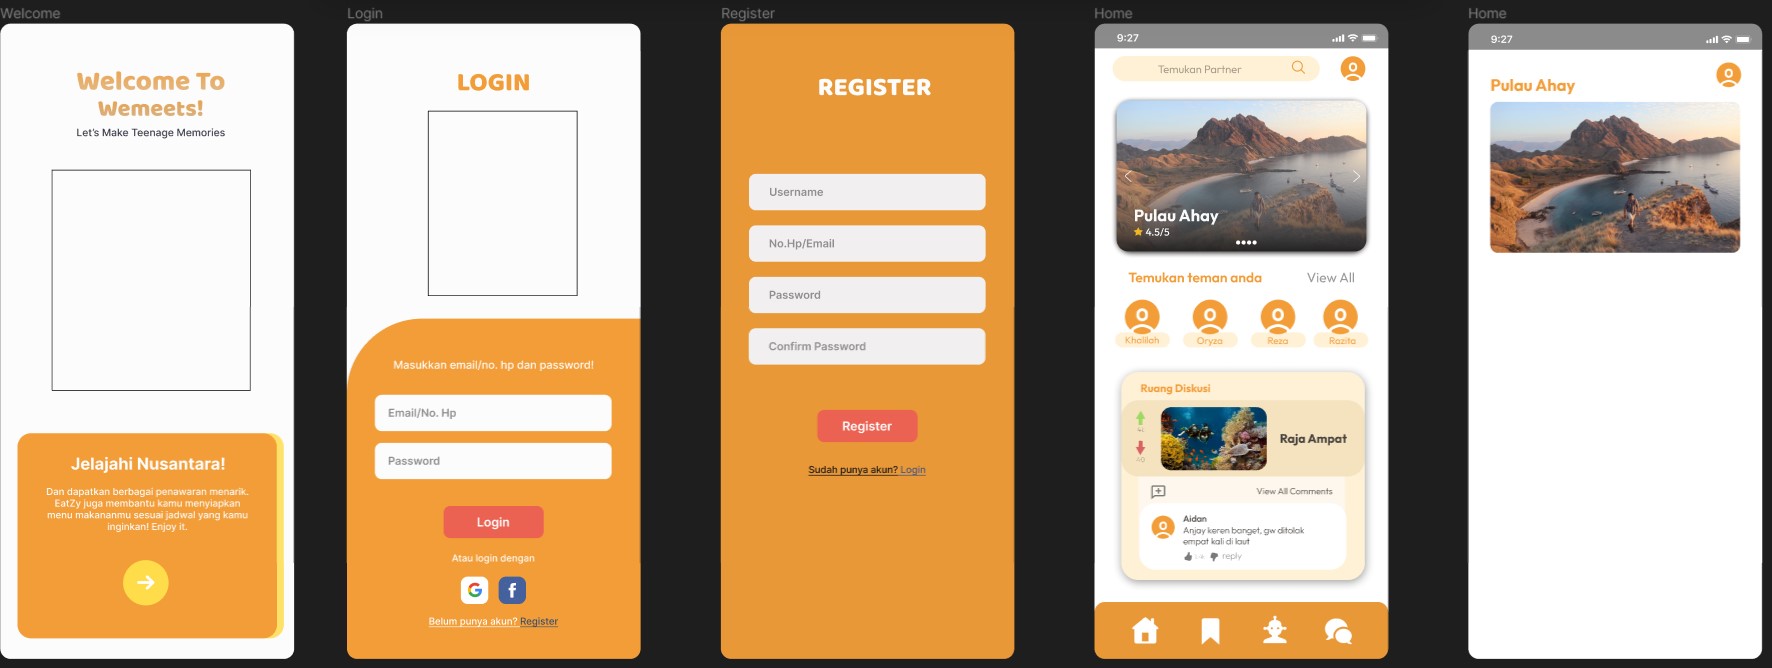 Welcome
Welcome To
Wemeets!
Let's Make Teenage Memories
Jelajahi Nusantara!
Dan dapatkan berbagai penawaran menarik.
EatZy juga membantu kamu menyiapkan
menu makananmu sesuai jadwal yang kamu
inginkan! Enjoy it.
Login
LOGIN
Masukkan email/no. hp dan password!
Email/No. Hp
Password
Login
Atau login dengan
Belum punya akun? Register
Register
REGISTER
Username
No.Hp/Email
Password
Confirm Password
Register
Sudah punya akun? Login
Home
9:27
Temukan Partner
Pulau Ahay
4.5/5
Temukan teman anda View All
Khalilah Oryza Reza Razita
Ruang Diskusi
Raja Ampat
View All Comments
Aidan
Anjay keren banget, gw ditolok
empat kali di laut
reply
Home
9:27
Pulau Ahay